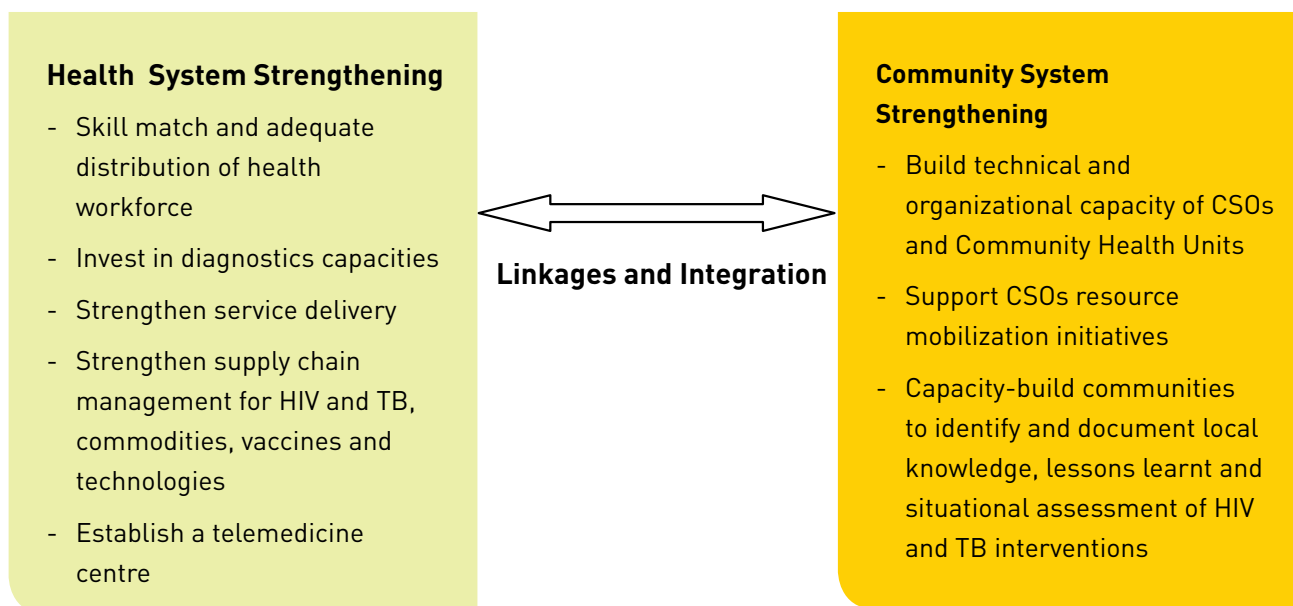 Health System Strengthening
- Skill match and adequate
distribution of health
workforce
- Invest in diagnostics capacities
- Strengthen service delivery
- Strengthen supply chain
management for HIV and TB,
commodities, vaccines and
technologies
- Establish a telemedicine
centre
Linkages and Integration
Community System
Strengthening
- Build technical and
organizational capacity of CSOs
and Community Health Units
- Support CSOs resource
mobilization initiatives
- Capacity-build communities
to identify and document local
knowledge, lessons learnt and
situational assessment of HIV
and TB interventions